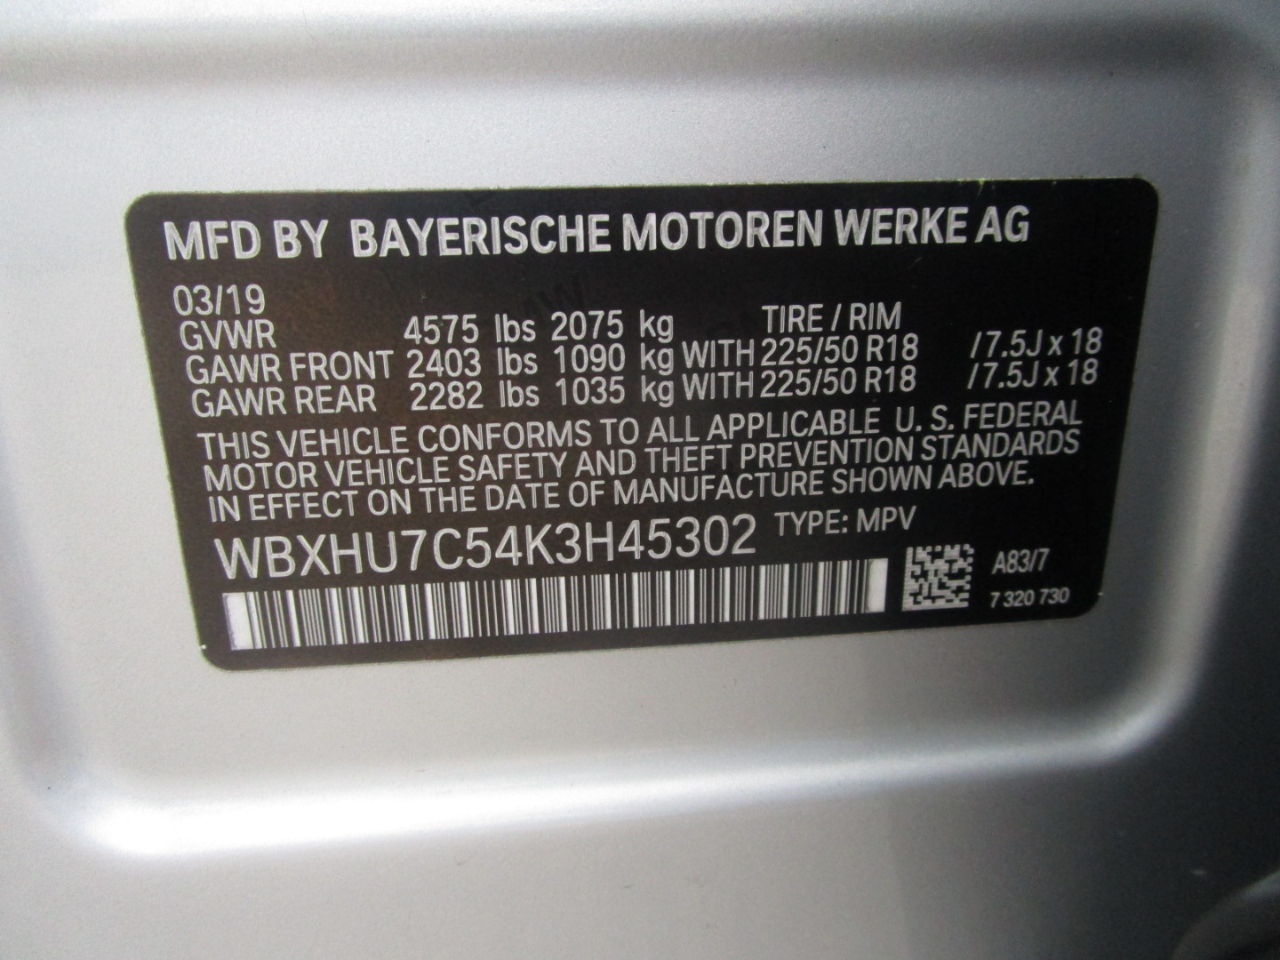 MFD BY BAYERISCHE MOTOREN WERKE AG
03/19
GVWR 4575 lbs 2075 kg TIRE / RIM
GAWR FRONT 2403 lbs 1090 kg WITH 225/50 R18 /7.5J x 18
GAWR REAR 2282 lbs 1035 kg WITH 225/50 R18 /7.5J x 18
THIS VEHICLE CONFORMS TO ALL APPLICABLE U. S. FEDERAL
MOTOR VEHICLE SAFETY AND THEFT PREVENTION STANDARDS
IN EFFECT ON THE DATE OF MANUFACTURE SHOWN ABOVE.
WBXHU7C54K3H45302 TYPE: MPV
A83/7
7 320 730